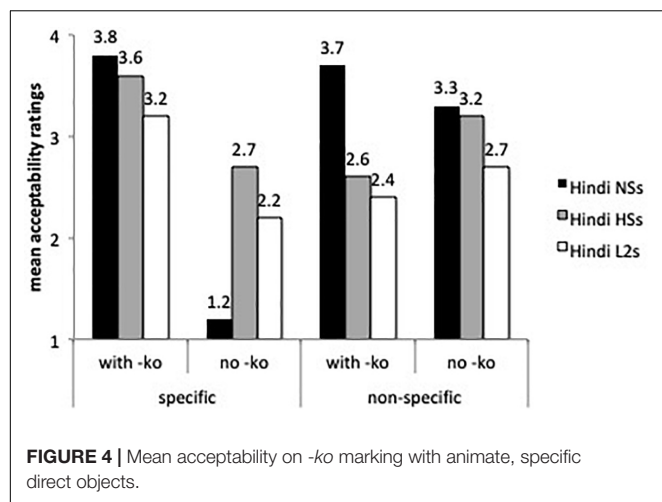 4
3
2
1
mean acceptability ratings
3.8
3.6
3.2
1.2
2.7
2.2
3.7
2.6
2.4
3.3
3.2
2.7
Hindi NSs
Hindi HSs
Hindi L2s
with -ko
no -ko
with -ko
no -ko
specific
non-specific
FIGURE 4 | Mean acceptability on -ko marking with animate, specific
direct objects.